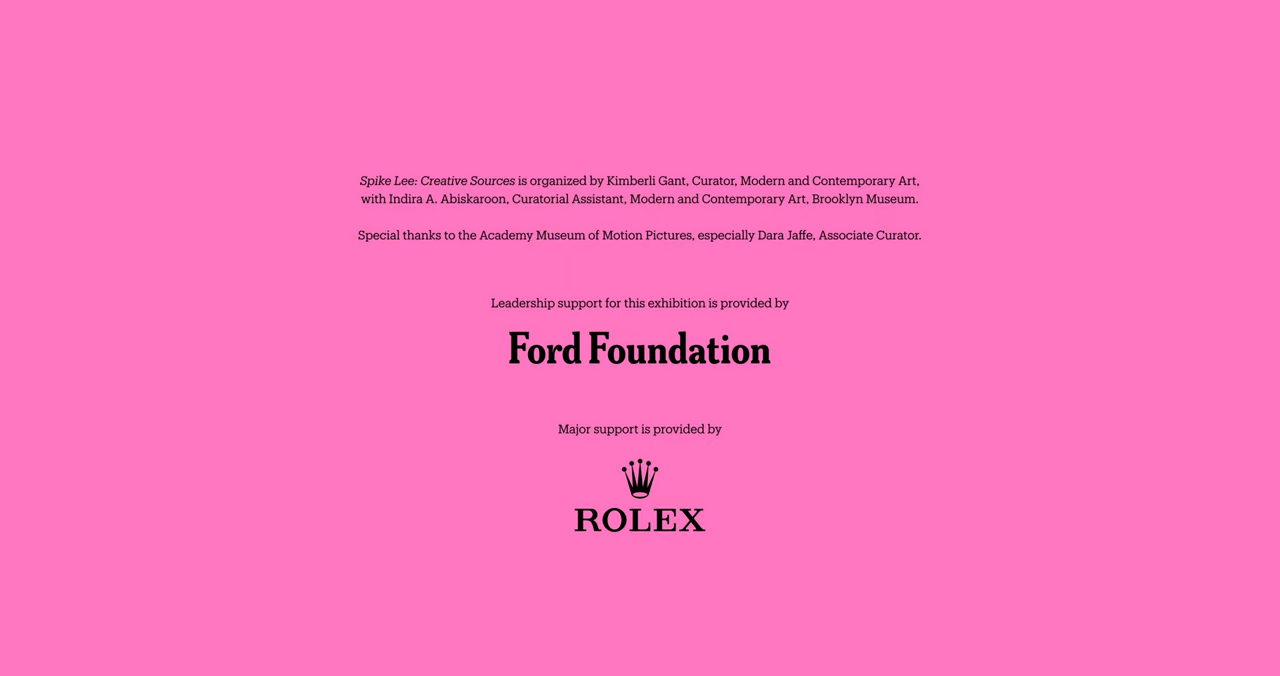 Spike Lee: Creative Sources is organized by Kimberli Gant, Curator, Modern and Contemporary Art,
with Indira A. Abiskaroon, Curatorial Assistant, Modern and Contemporary Art, Brooklyn Museum.
Special thanks to the Academy Museum of Motion Pictures, especially Dara Jaffe, Associate Curator.
Leadership support for this exhibition is provided by
Ford Foundation
Major support is provided by
ROLEX